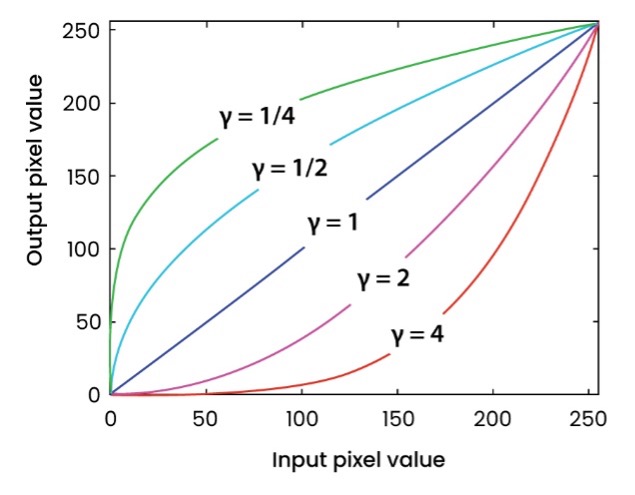 250
200
150
100
50
0
Output pixel value
γ = 1/4
γ = 1/2
γ = 1
γ = 2
γ = 4
0 50 100 150 200 250
Input pixel value